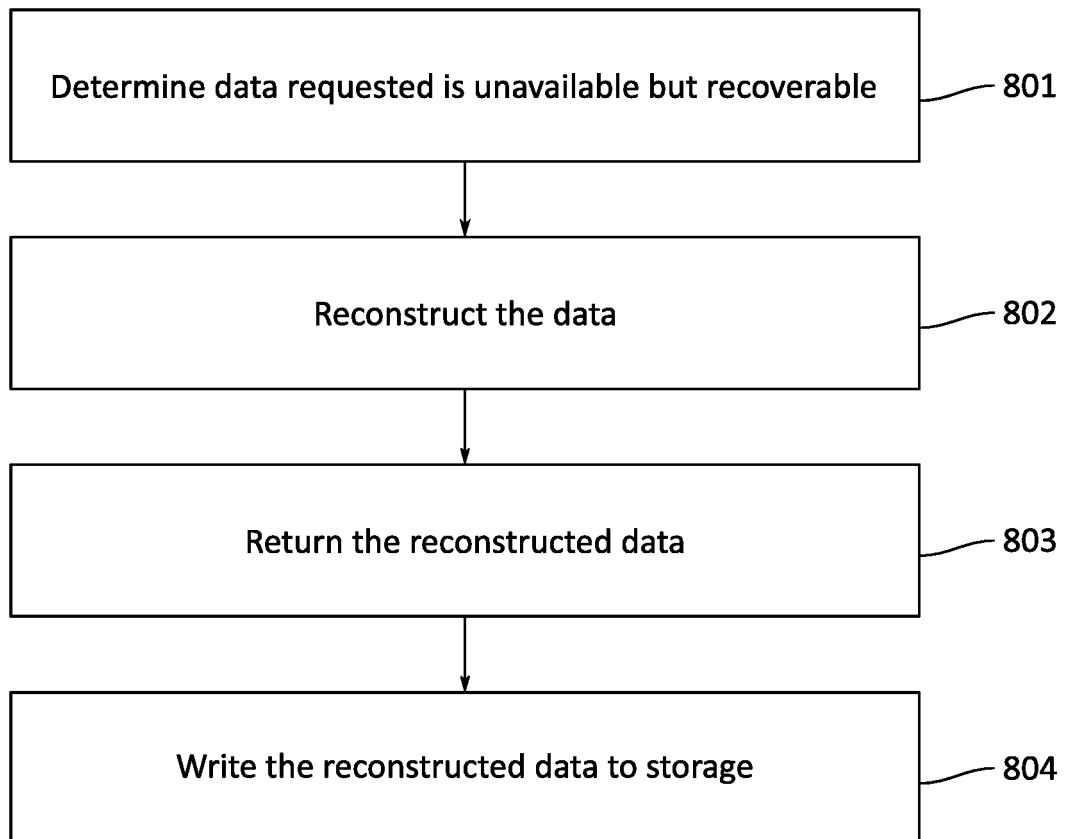 Determine data requested is unavailable but recoverable
801
Reconstruct the data
802
Return the reconstructed data
803
Write the reconstructed data to storage
804